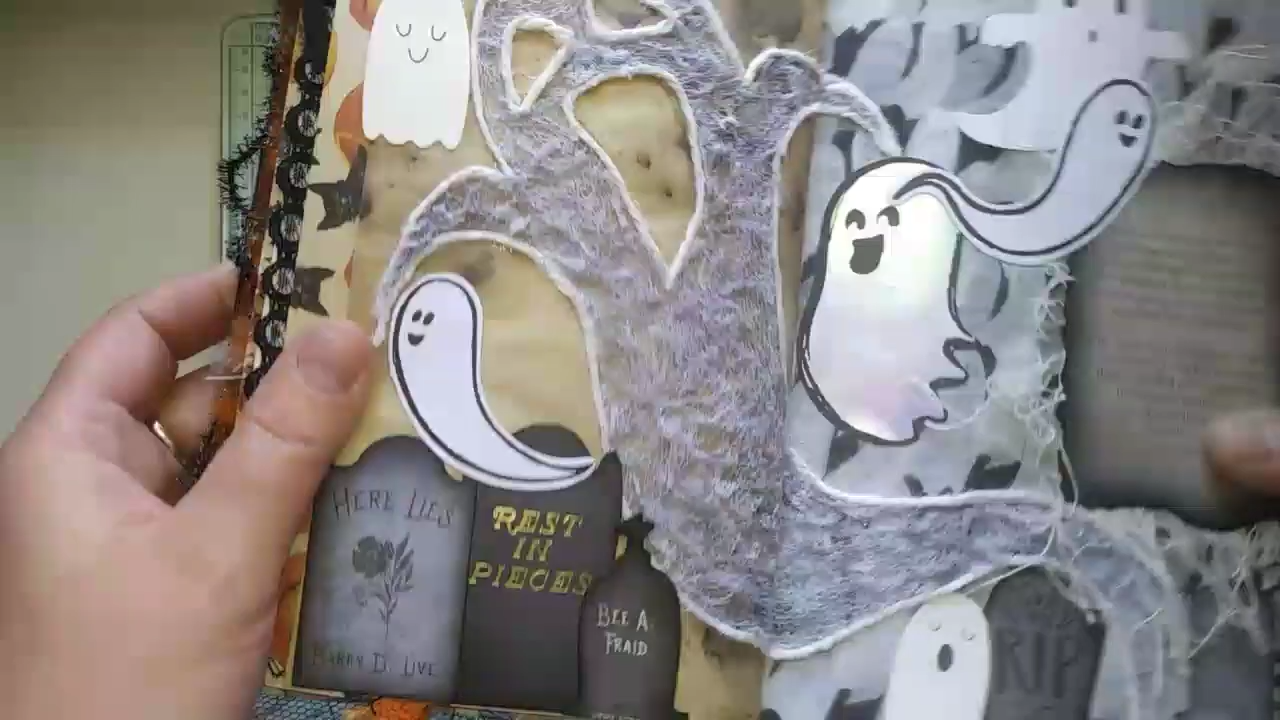 HERE LIES
BARRY D. LIVE
REST
IN
PIECES
BEE A
FRAID
RIP